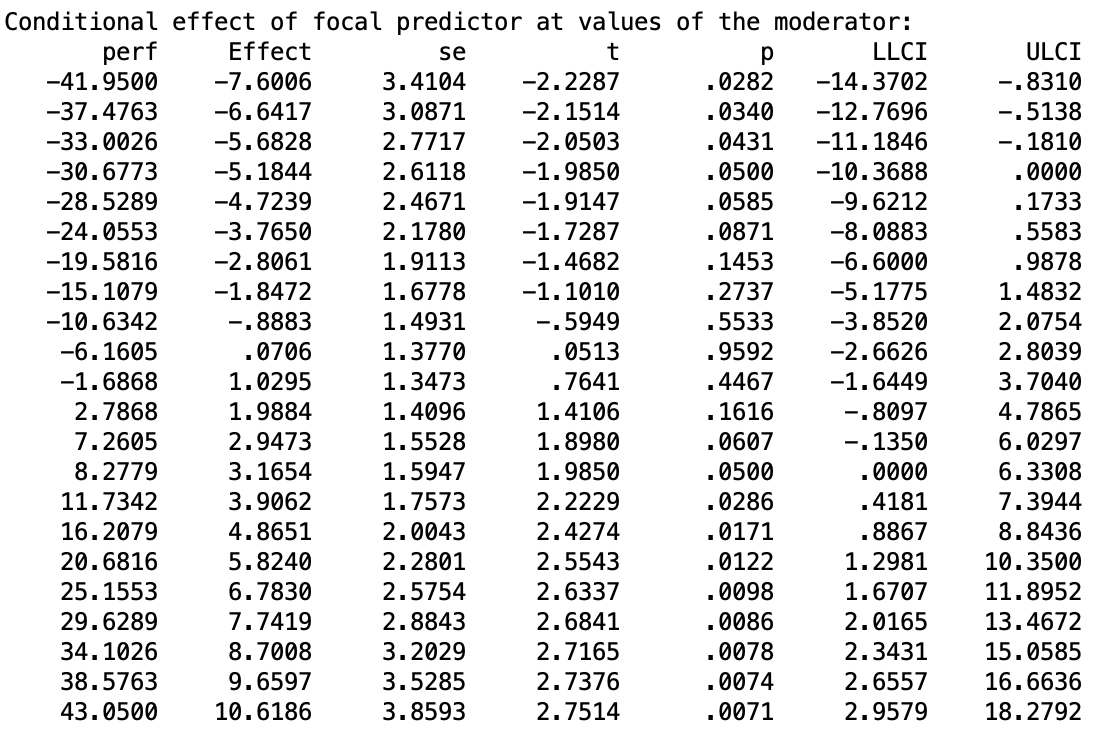 Conditional effect of focal predictor at values of the moderator:
perf Effect se t p LLCI ULCI
-41.9500 -7.6006 3.4104 -2.2287 .0282 -14.3702 -.8310
-37.4763 -6.6417 3.0871 -2.1514 .0340 -12.7696 -.5138
-33.0026 -5.6828 2.7717 -2.0503 .0431 -11.1846 -.1810
-30.6773 -5.1844 2.6118 -1.9850 .0500 -10.3688 .0000
-28.5289 -4.7239 2.4671 -1.9147 .0585 -9.6212 .1733
-24.0553 -3.7650 2.1780 -1.7287 .0871 -8.0883 .5583
-19.5816 -2.8061 1.9113 -1.4682 .1453 -6.6000 .9878
-15.1079 -1.8472 1.6778 -1.1010 .2737 -5.1775 1.4832
-10.6342 -.8883 1.4931 -.5949 .5533 -3.8520 2.0754
-6.1605 .0706 1.3770 .0513 .9592 -2.6626 2.8039
-1.6868 1.0295 1.3473 .7641 .4467 -1.6449 3.7040
2.7868 1.9884 1.4096 1.4106 .1616 -.8097 4.7865
7.2605 2.9473 1.5528 1.8980 .0607 -.1350 6.0297
8.2779 3.1654 1.5947 1.9850 .0500 .0000 6.3308
11.7342 3.9062 1.7573 2.2229 .0286 .4181 7.3944
16.2079 4.8651 2.0043 2.4274 .0171 .8867 8.8436
20.6816 5.8240 2.2801 2.5543 .0122 1.2981 10.3500
25.1553 6.7830 2.5754 2.6337 .0098 1.6707 11.8952
29.6289 7.7419 2.8843 2.6841 .0086 2.0165 13.4672
34.1026 8.7008 3.2029 2.7165 .0078 2.3431 15.0585
38.5763 9.6597 3.5285 2.7376 .0074 2.6557 16.6636
43.0500 10.6186 3.8593 2.7514 .0071 2.9579 18.2792